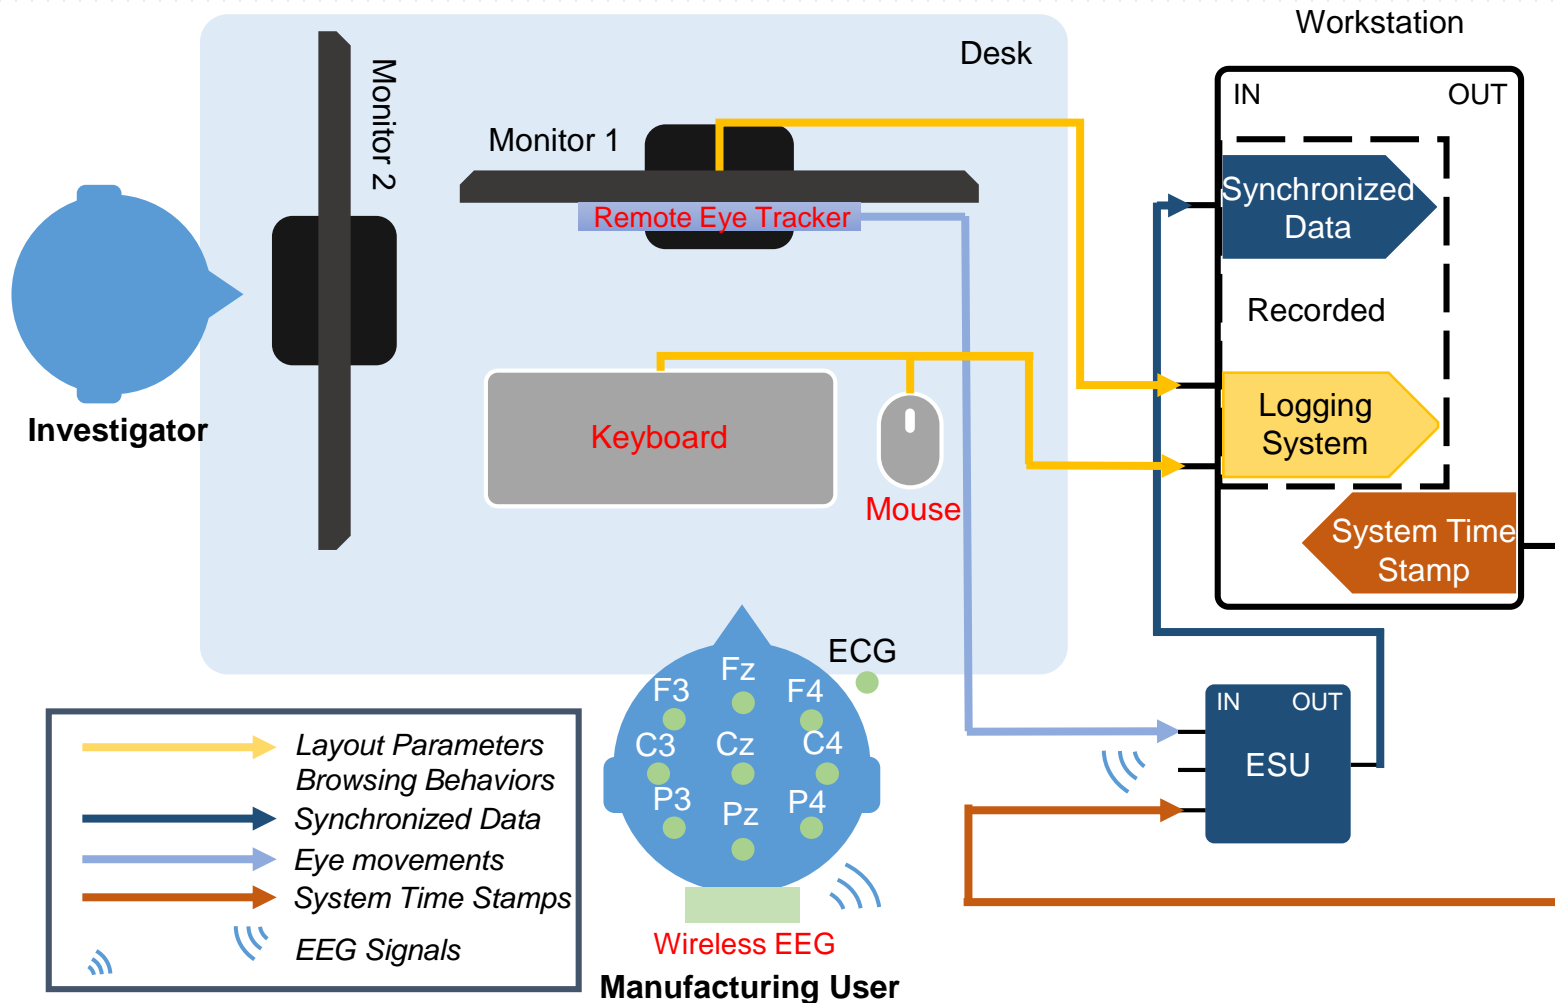 Workstation
Desk
IN
OUT
Monitor 2
Monitor 1
Remote Eye Tracker
Synchronized
Data
Recorded
Logging
System
System Time
Stamp
Investigator
Keyboard
Mouse
ECG
Fz
F3
F4
C3
Cz
C4
P3
Pz
P4
Wireless EEG
Manufacturing User
IN
OUT
ESU
Layout Parameters
Browsing Behaviors
Synchronized Data
Eye movements
System Time Stamps
EEG Signals